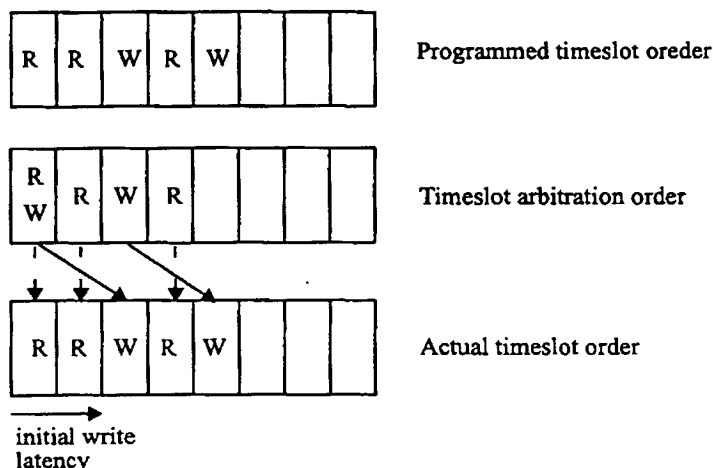 R R W R W
Programmed timeslot oreder
R
W R W R
Timeslot arbitration order
R R W R W
Actual timeslot order
initial write
latency